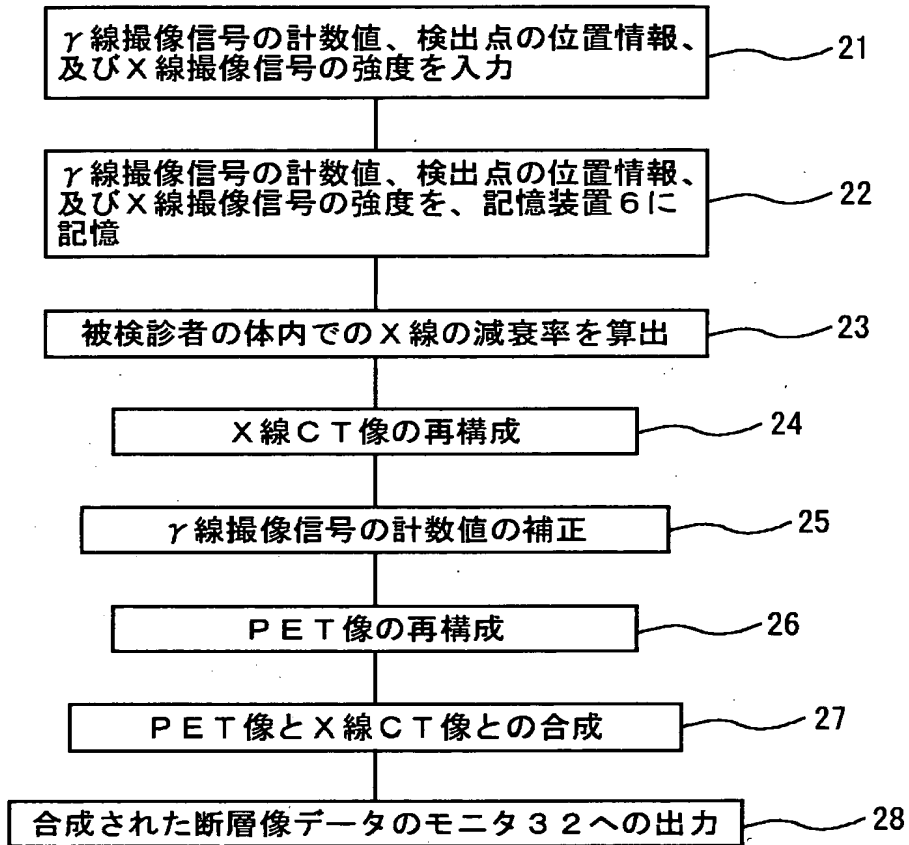 γ線撮像信号の計数値、検出点の位置情報、
及びX線撮像信号の強度を入力
21
γ線撮像信号の計数値、検出点の位置情報、
及びX線撮像信号の強度を、記憶装置6に
記憶
22
被検診者の体内でのX線の減衰率を算出
23
X線CT像の再構成
24
γ線撮像信号の計数値の補正
25
PET像の再構成
26
PET像とX線CT像との合成
27
合成された断層像データのモニタ32への出力
28